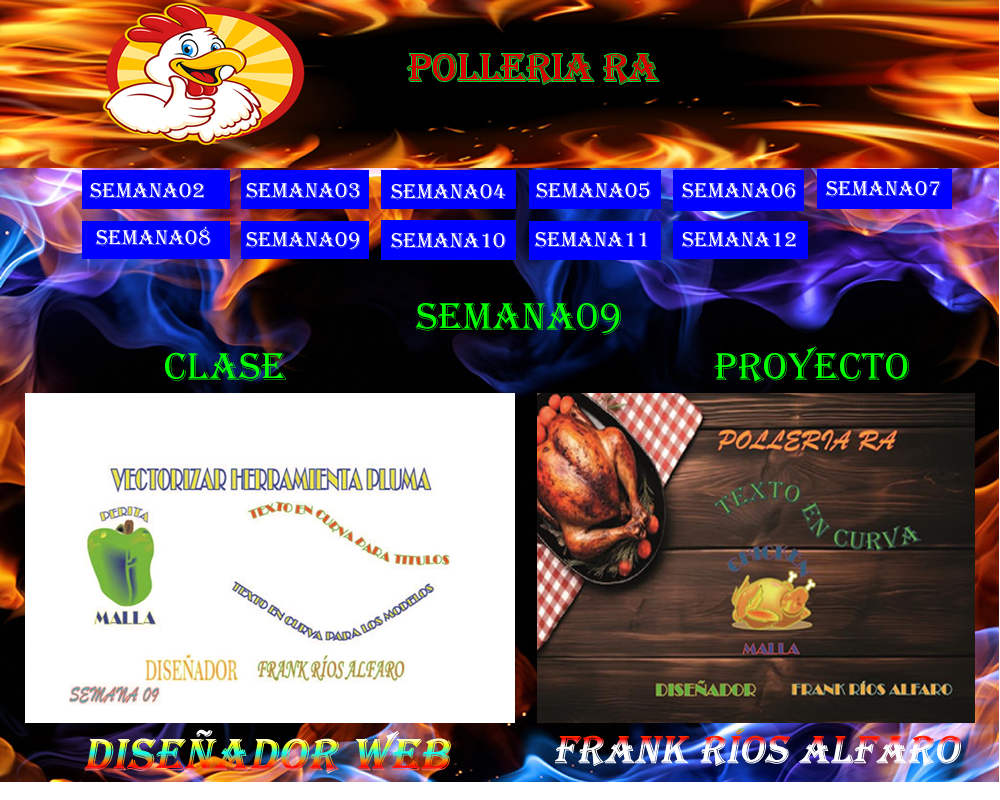 POLLERIA RA
SEMANA02 SEMANA03 SEMANA04 SEMANA05 SEMANA06 SEMANA07
SEMANA08 SEMANA09 SEMANA10 SEMANA11 SEMANA12
SEMANA09
CLASE
PROYECTO
VECTORIZAR HERRAMIENTA PLUMA
PERITA
MALLA
TEXTO EN CURVA PARA TITULOS
TEXTO EN CURVA PARA LOS MODELOS
DISEÑADOR FRANK RÍOS ALFARO
SEMANA 09
POLLERIA RA
TEXTO EN CURVA
CHICKEN
MALLA
DISEÑADOR FRANK RÍOS ALFARO
DISEÑADOR WEB FRANK RIOS ALFARO